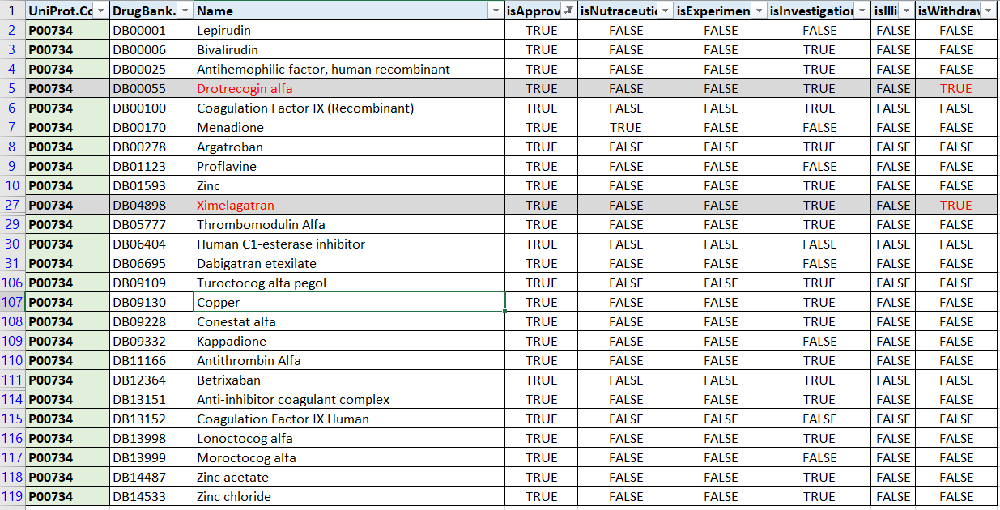 1 UniProt.Co DrugBank. Name isApprov isNutraceutic isExperimen isInvestigation isIlli isWithdrav
2 P00734 DB00001 Lepirudin TRUE FALSE FALSE FALSE FALSE FALSE
3 P00734 DB00006 Bivalirudin TRUE FALSE FALSE TRUE FALSE FALSE
4 P00734 DB00025 Antihemophilic factor, human recombinant TRUE FALSE FALSE TRUE FALSE FALSE
5 P00734 DB00055 Drotrecogin alfa TRUE FALSE FALSE TRUE FALSE TRUE
6 P00734 DB00100 Coagulation Factor IX (Recombinant) TRUE FALSE FALSE TRUE FALSE FALSE
7 P00734 DB00170 Menadione TRUE TRUE FALSE FALSE FALSE FALSE
8 P00734 DB00278 Argatroban TRUE FALSE FALSE TRUE FALSE FALSE
9 P00734 DB01123 Proflavine TRUE FALSE FALSE FALSE FALSE FALSE
10 P00734 DB01593 Zinc TRUE FALSE FALSE TRUE FALSE FALSE
27 P00734 DB04898 Ximelagatran TRUE FALSE FALSE TRUE FALSE TRUE
29 P00734 DB05777 Thrombomodulin Alfa TRUE FALSE FALSE TRUE FALSE FALSE
30 P00734 DB06404 Human C1-esterase inhibitor TRUE FALSE FALSE FALSE FALSE FALSE
31 P00734 DB06695 Dabigatran etexilate TRUE FALSE FALSE FALSE FALSE FALSE
106 P00734 DB09109 Turoctocog alfa pegol TRUE FALSE FALSE TRUE FALSE FALSE
107 P00734 DB09130 Copper TRUE FALSE FALSE TRUE FALSE FALSE
108 P00734 DB09228 Conestat alfa TRUE FALSE FALSE TRUE FALSE FALSE
109 P00734 DB09332 Kappadione TRUE FALSE FALSE FALSE FALSE FALSE
110 P00734 DB11166 Antithrombin Alfa TRUE FALSE FALSE TRUE FALSE FALSE
111 P00734 DB12364 Betrixaban TRUE FALSE FALSE TRUE FALSE FALSE
114 P00734 DB13151 Anti-inhibitor coagulant complex TRUE FALSE FALSE TRUE FALSE FALSE
115 P00734 DB13152 Coagulation Factor IX Human TRUE FALSE FALSE FALSE FALSE FALSE
116 P00734 DB13998 Lonoctocog alfa TRUE FALSE FALSE TRUE FALSE FALSE
117 P00734 DB13999 Moroctocog alfa TRUE FALSE FALSE FALSE FALSE FALSE
118 P00734 DB14487 Zinc acetate TRUE FALSE FALSE TRUE FALSE FALSE
119 P00734 DB14533 Zinc chloride TRUE FALSE FALSE TRUE FALSE FALSE